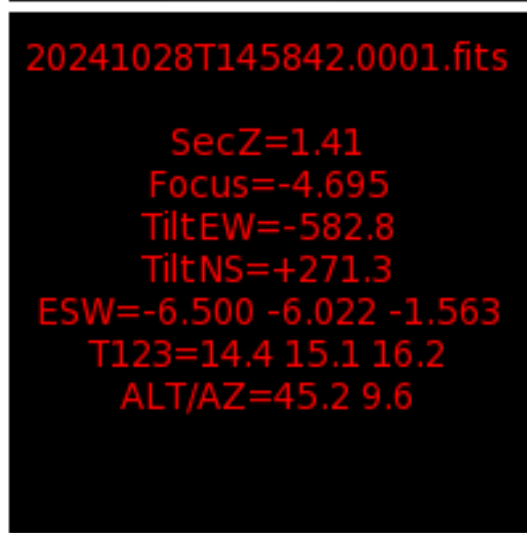 20241028T145842.0001.fits
SecZ=1.41
Focus=-4.695
TiltEW=-582.8
TiltNS=+271.3
ESW=-6.500 -6.022 -1.563
T123=14.4 15.1 16.2
ALT/AZ=45.2 9.6